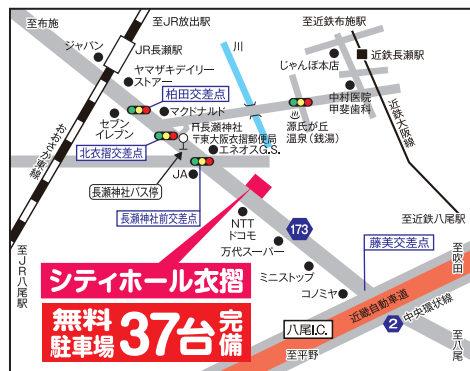 至布施
至JR放出駅
至近鉄布施駅
ジャパン
JR長瀬駅
川
じゃんぼ本店
近鉄長瀬駅
ヤマザキデイリー
ストアー
柏田交差点
中村医院
甲斐歯科
近鉄大阪線
マクドナルド
セブン
イレブン
源氏が丘
温泉(銭湯)
長瀬神社
〒東大阪衣摺郵便局
エネオスG.S.
おおさか東線
北衣摺交差点
JA
長瀬神社バス停
長瀬神社前交差点
至近鉄八尾駅
NTT
ドコモ
173
藤美交差点
至吹田
万代スーパー
至JR八尾駅
シティホール衣摺
ミニストップ
コノミヤ
近畿自動車道
無料
駐車場
37台
完備
八尾I.C.
2
中央環状線
至平野
至八尾